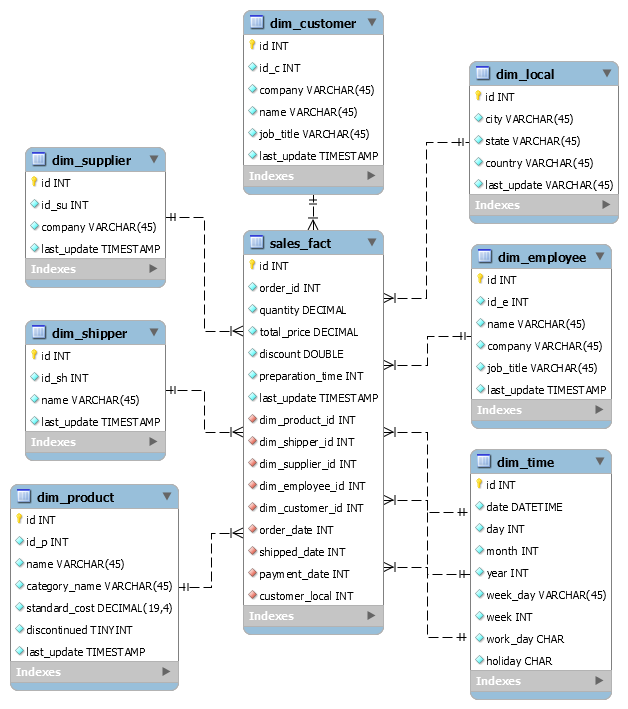 dim_customer
id INT
id_c INT
company VARCHAR(45)
name VARCHAR(45)
job_title VARCHAR(45)
last_update TIMESTAMP
Indexes
dim_local
id INT
city VARCHAR(45)
state VARCHAR(45)
country VARCHAR(45)
last_update VARCHAR(45)
Indexes
dim_supplier
id INT
id_su INT
company VARCHAR(45)
last_update TIMESTAMP
Indexes
sales_fact
id INT
order_id INT
quantity DECIMAL
total_price DECIMAL
discount DOUBLE
preparation_time INT
last_update TIMESTAMP
dim_product_id INT
dim_shipper_id INT
dim_supplier_id INT
dim_employee_id INT
dim_customer_id INT
order_date INT
shipped_date INT
payment_date INT
customer_local INT
Indexes
dim_employee
id INT
id_e INT
name VARCHAR(45)
company VARCHAR(45)
job_title VARCHAR(45)
last_update TIMESTAMP
Indexes
dim_shipper
id INT
id_sh INT
name VARCHAR(45)
last_update TIMESTAMP
Indexes
dim_time
id INT
date DATETIME
day INT
month INT
year INT
week_day VARCHAR(45)
week INT
work_day CHAR
holiday CHAR
Indexes
dim_product
id INT
id_p INT
name VARCHAR(45)
category_name VARCHAR(45)
standard_cost DECIMAL(19,4)
discontinued TINYINT
last_update TIMESTAMP
Indexes